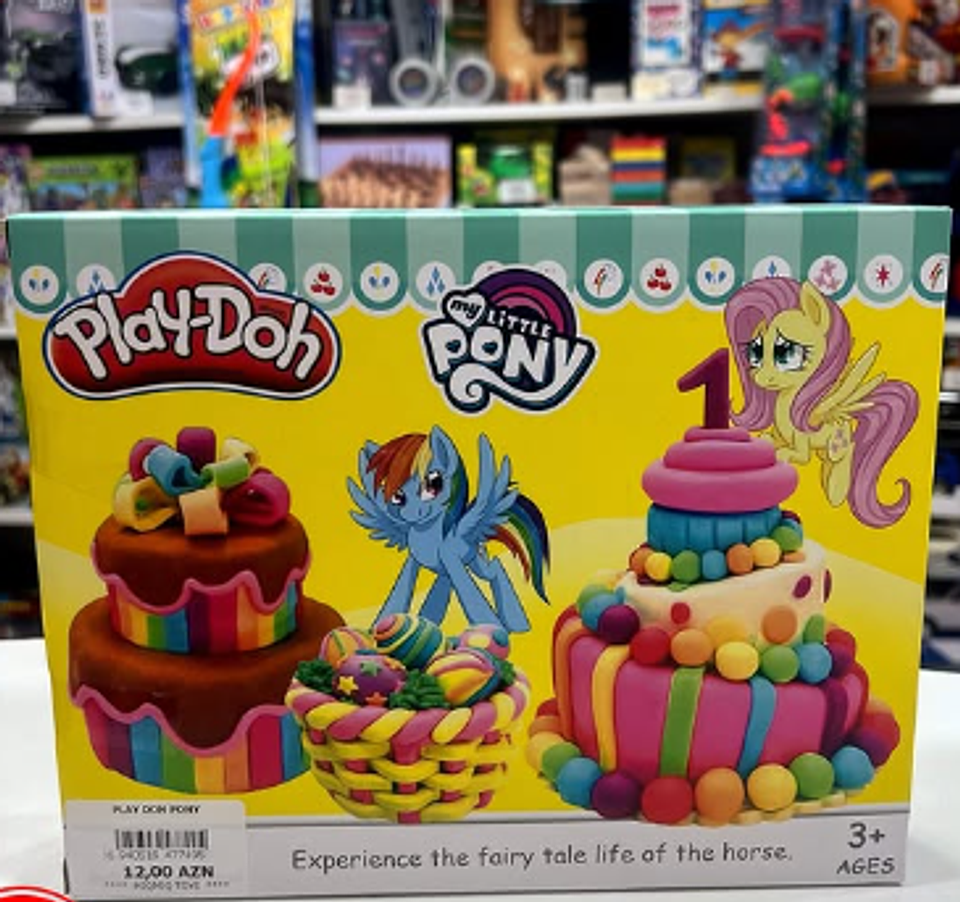 Play-Doh
my LiTTLE
PONY
1
Experience the fairy tale life of the horse.
3+
AGES
PLAY DOH PONY
12,00 AZN